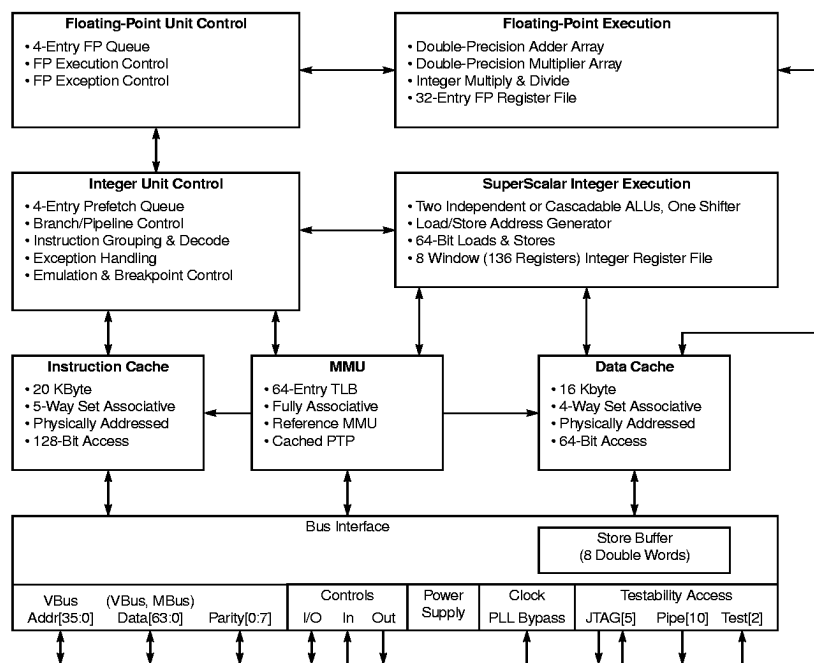 Floating-Point Unit Control
• 4-Entry FP Queue
• FP Execution Control
• FP Exception Control
Floating-Point Execution
• Double-Precision Adder Array
• Double-Precision Multiplier Array
• Integer Multiply & Divide
• 32-Entry FP Register File
Integer Unit Control
• 4-Entry Prefetch Queue
• Branch/Pipeline Control
• Instruction Grouping & Decode
• Exception Handling
• Emulation & Breakpoint Control
SuperScalar Integer Execution
• Two Independent or Cascadable ALUs, One Shifter
• Load/Store Address Generator
• 64-Bit Loads & Stores
• 8 Window (136 Registers) Integer Register File
Instruction Cache
• 20 KByte
• 5-Way Set Associative
• Physically Addressed
• 128-Bit Access
MMU
• 64-Entry TLB
• Fully Associative
• Reference MMU
• Cached PTP
Data Cache
• 16 Kbyte
• 4-Way Set Associative
• Physically Addressed
• 64-Bit Access
Bus Interface
Store Buffer
(8 Double Words)
VBus
Addr[35:0]
(VBus, MBus)
Data[63:0]
Parity[0:7]
Controls
I/O In Out
Power
Supply
Clock
PLL Bypass
Testability Access
JTAG[5] Pipe[10] Test[2]